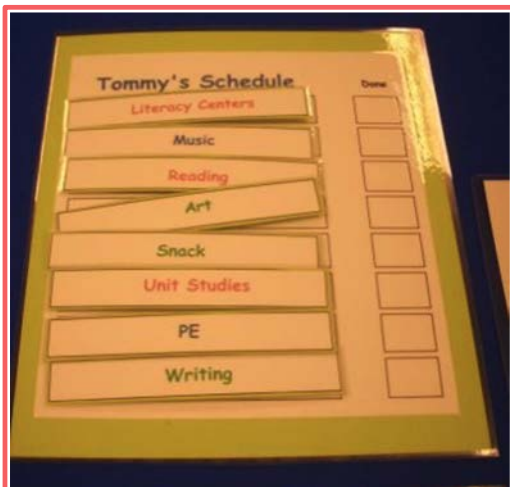 Tommy's Schedule Done
Literacy Centers
Music
Reading
Art
Snack
Unit Studies
PE
Writing